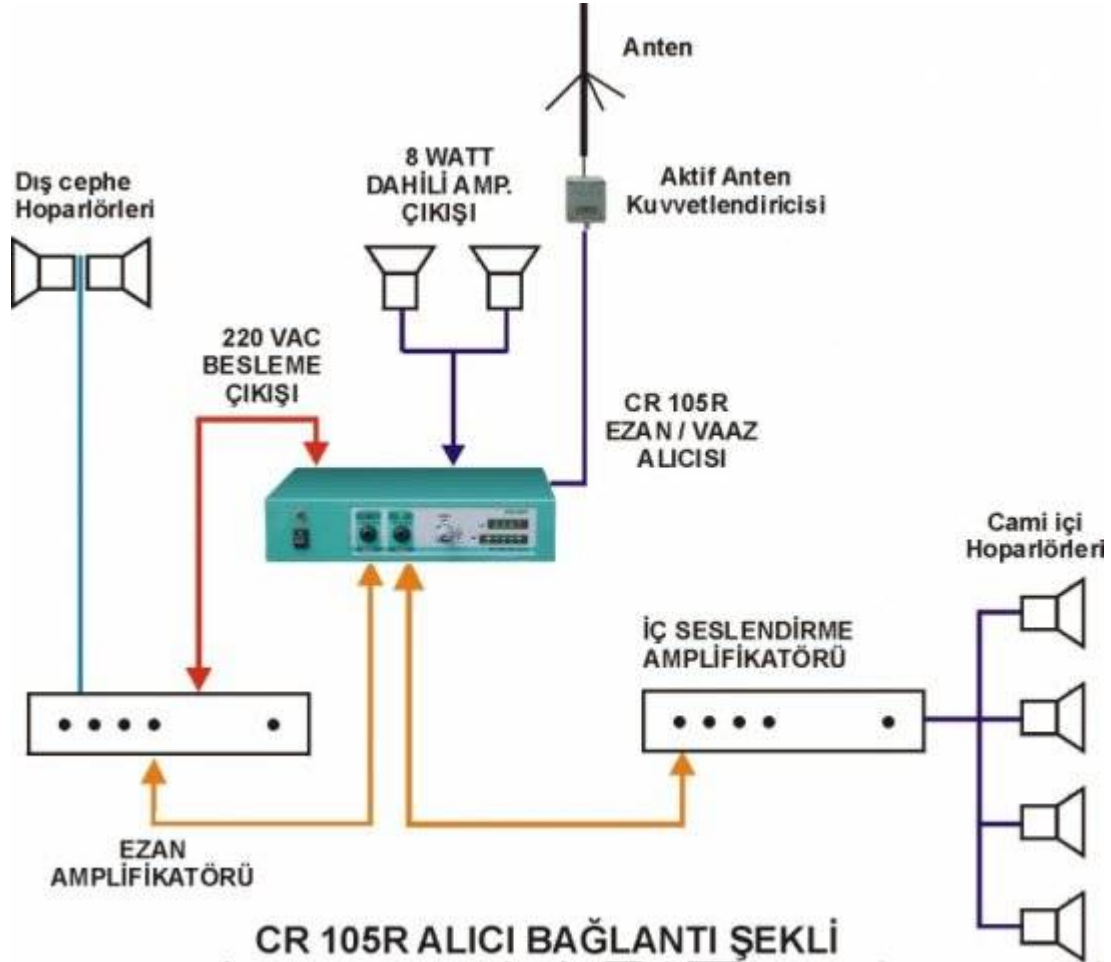 Anten
8 WATT
DAHİLİ AMP.
ÇIKIŞI
Aktif Anten
Kuvvetlendiricisi
Dış cephe
Hoparlörleri
220 VAC
BESLEME
ÇIKIŞI
CR 105R
EZAN / VAAZ
ALICISI
Cami içi
Hoparlörleri
İÇ SESLENDİRME
AMPLİFİKATÖRÜ
EZAN
AMPLİFİKATÖRÜ
CR 105R ALICI BAĞLANTI ŞEKLİ